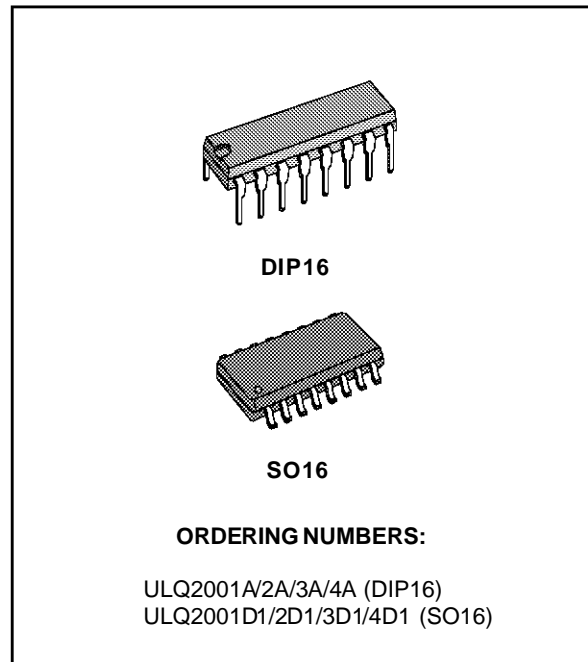 DIP16
SO16
ORDERING NUMBERS:
ULQ2001A/2A/3A/4A (DIP16)
ULQ2001D1/2D1/3D1/4D1 (SO16)